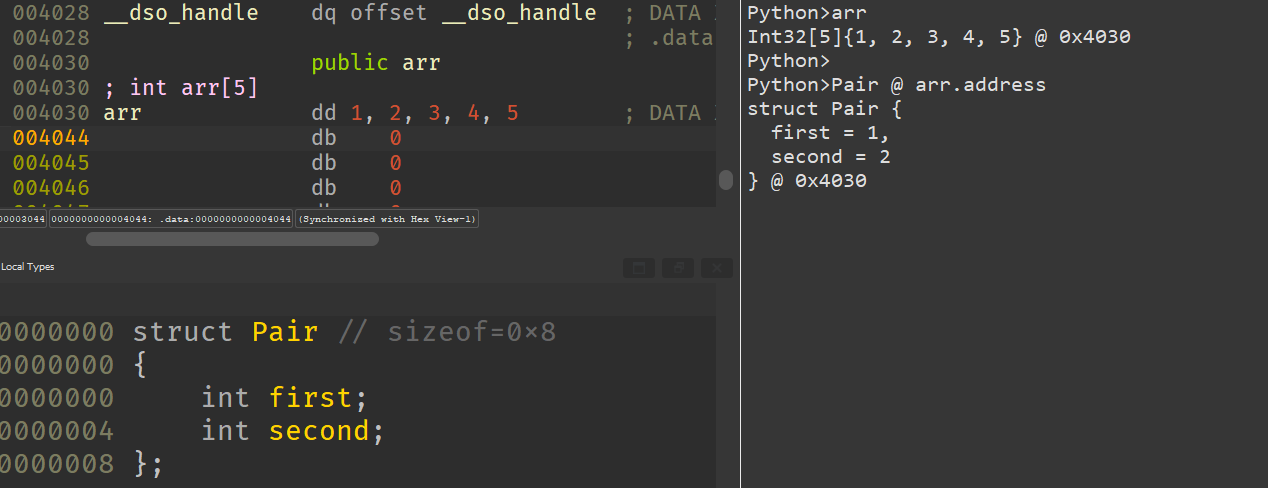 004028 __dso_handle dq offset __dso_handle ; DATA
004028 ; .data
004030 public arr
004030 ; int arr[5]
004030 arr dd 1, 2, 3, 4, 5 ; DATA
004044 db 0
004045 db 0
004046 db 0
00003044 0000000000004044: .data:0000000000004044 (Synchronized with Hex View-1)
Local Types
0000000 struct Pair // sizeof=0×8
0000000 {
0000000 int first;
0000004 int second;
0000008 };
Python>arr
Int32[5]{1, 2, 3, 4, 5} @ 0x4030
Python>
Python>Pair @ arr.address
struct Pair {
first = 1,
second = 2
} @ 0x4030